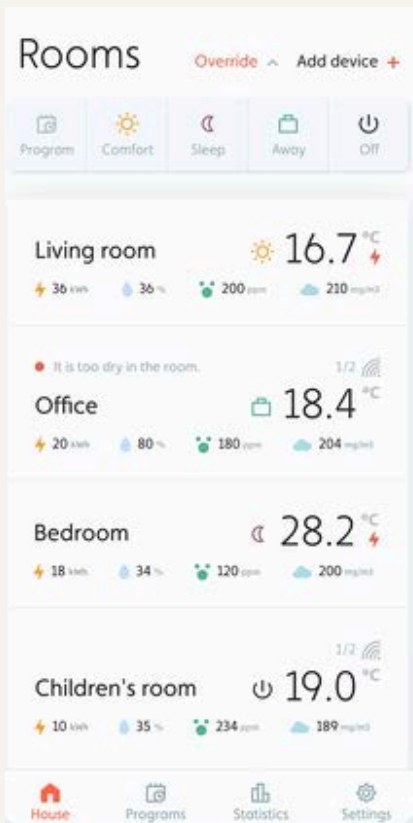 Rooms Override Add device +
Program Comfort Sleep Away Off
Living room 16.7 °C
36 kWh 36 % 200 ppm 210 mg/m3
It is too dry in the room. 1/2
Office 18.4 °C
20 kWh 80 % 180 ppm 204 mg/m3
Bedroom 28.2 °C
18 kWh 34 % 120 ppm 200 mg/m3
1/2
Children's room 19.0 °C
10 kWh 35 % 234 ppm 189 mg/m3
House Programs Statistics Settings